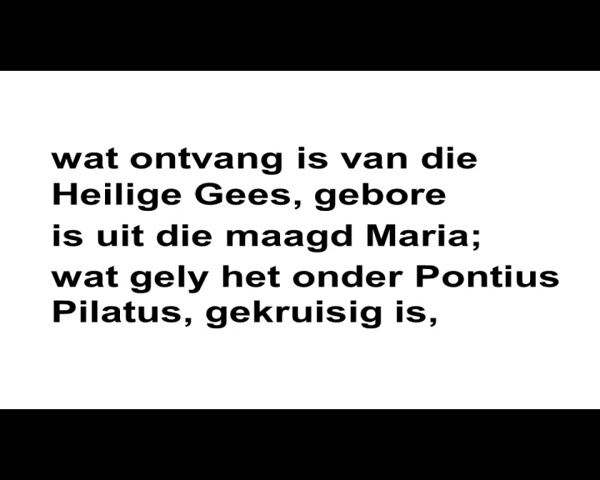 wat ontvang is van die
Heilige Gees, gebore
is uit die maagd Maria;
wat gely het onder Pontius
Pilatus, gekruisig is,